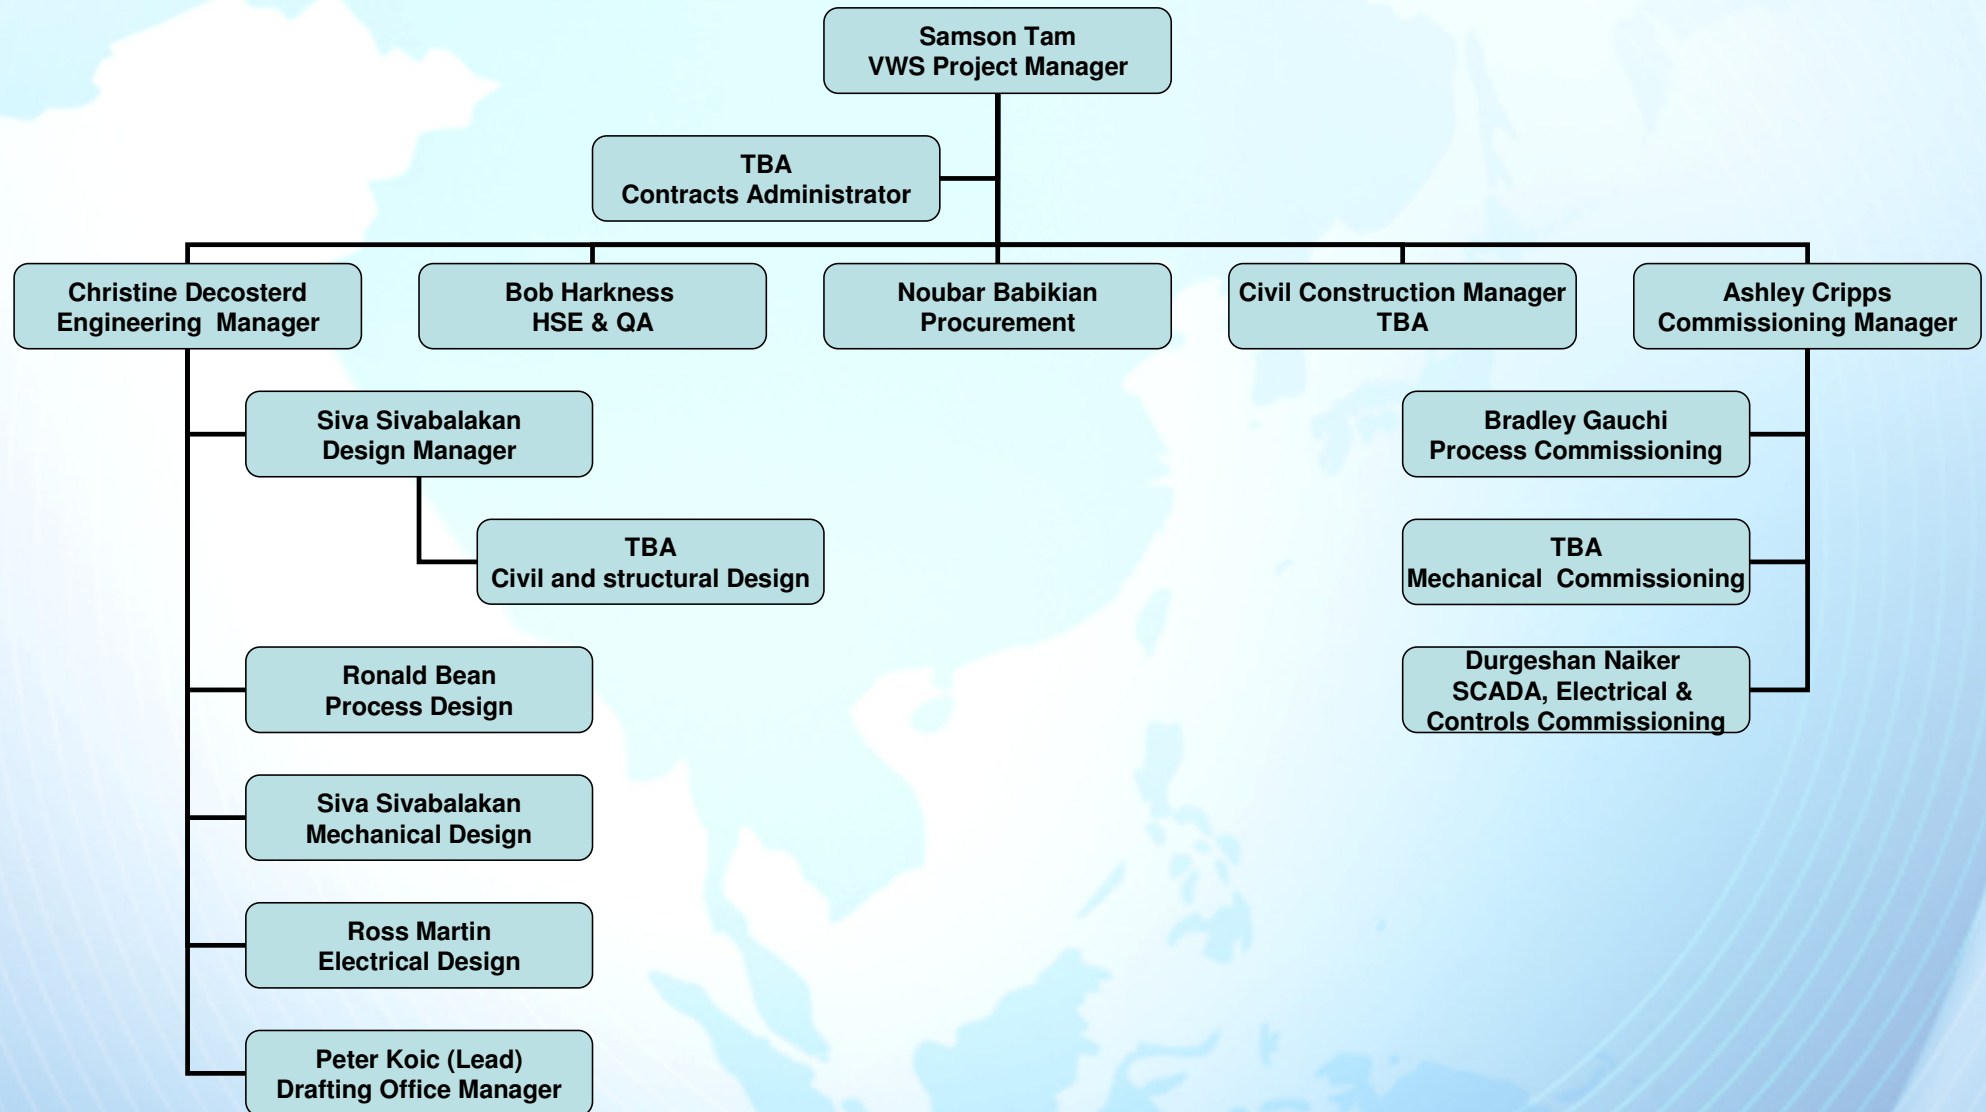 Samson Tam
VWS Project Manager
TBA
Contracts Administrator
Christine Decosterd
Engineering  Manager
Bob Harkness
HSE & QA
Noubar Babikian
Procurement
Civil Construction Manager
TBA
Ashley Cripps
Commissioning Manager
Siva Sivabalakan
Design Manager
TBA
Civil and structural Design
Ronald Bean
Process Design
Siva Sivabalakan
Mechanical Design
Ross Martin
Electrical Design
Peter Koic (Lead)
Drafting Office Manager
Bradley Gauchi
Process Commissioning
TBA
Mechanical  Commissioning
Durgeshan Naiker
SCADA, Electrical &
Controls Commissioning